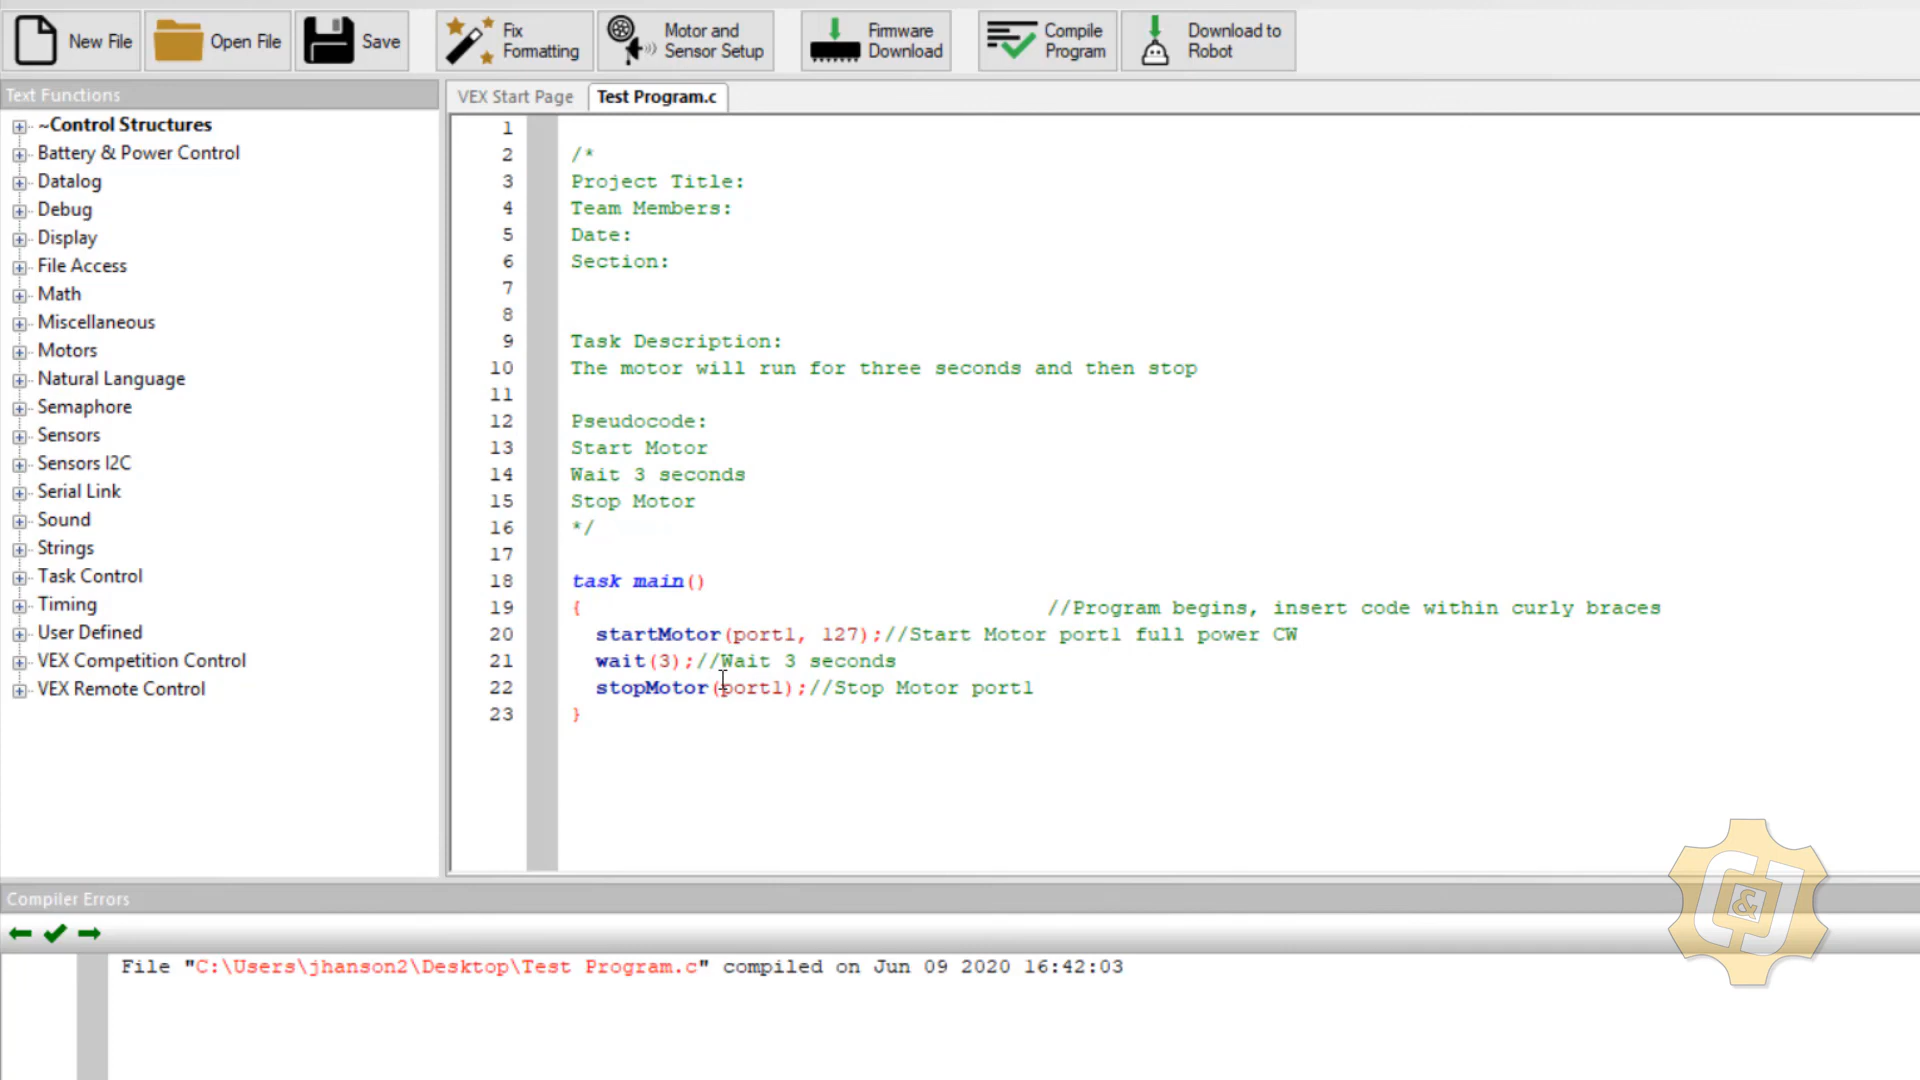 New File
Open File
Save
Fix Formatting
Motor and Sensor Setup
Firmware Download
Compile Program
Download to Robot
Text Functions
~Control Structures
Battery & Power Control
Datalog
Debug
Display
File Access
Math
Miscellaneous
Motors
Natural Language
Semaphore
Sensors
Sensors I2C
Serial Link
Sound
Strings
Task Control
Timing
User Defined
VEX Competition Control
VEX Remote Control
VEX Start Page
Test Program.c
1
2 /*
3 Project Title:
4 Team Members:
5 Date:
6 Section:
7
8
9 Task Description:
10 The motor will run for three seconds and then stop
11
12 Pseudocode:
13 Start Motor
14 Wait 3 seconds
15 Stop Motor
16 */
17
18 task main()
19 { //Program begins, insert code within curly braces
20 startMotor(port1, 127);//Start Motor port1 full power CW
21 wait(3);//Wait 3 seconds
22 stopMotor(port1);//Stop Motor port1
23 }
Compiler Errors
File "C:\Users\jhanson2\Desktop\Test Program.c" compiled on Jun 09 2020 16:42:03
&